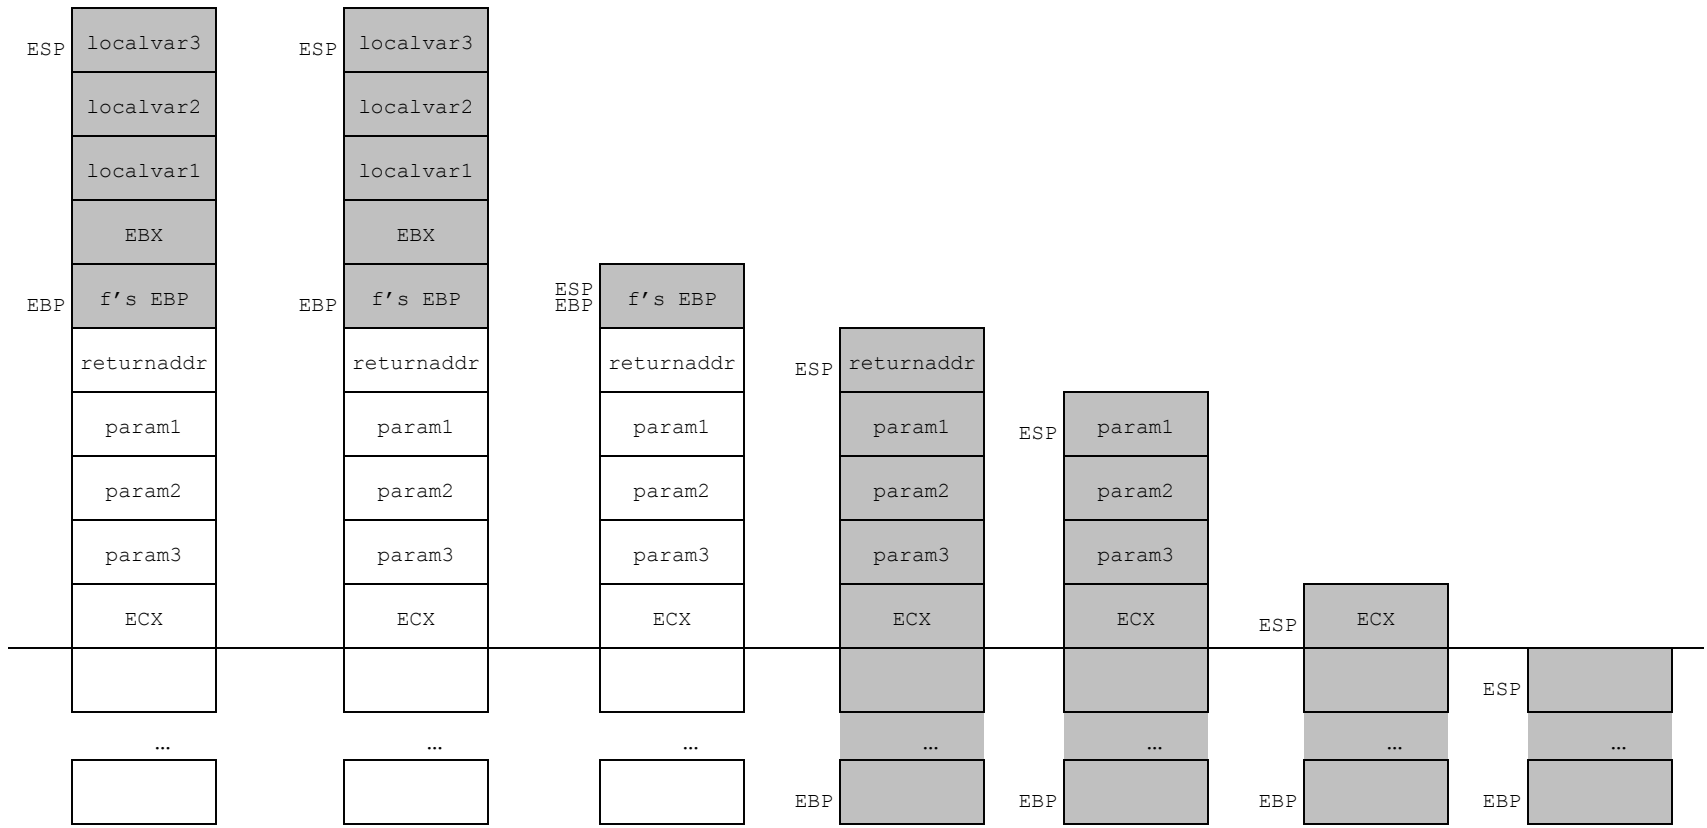 ESP localvar3 ESP localvar3
localvar2 localvar2
localvar1 localvar1
EBX EBX
EBP f’s EBP EBP f’s EBP ESP EBP f’s EBP
returnaddr returnaddr returnaddr ESP returnaddr
param1 param1 param1 param1 ESP param1
param2 param2 param2 param2 param2
param3 param3 param3 param3 param3
ECX ECX ECX ECX ECX ESP ECX
ESP
… … … … … … …
EBP EBP EBP EBP